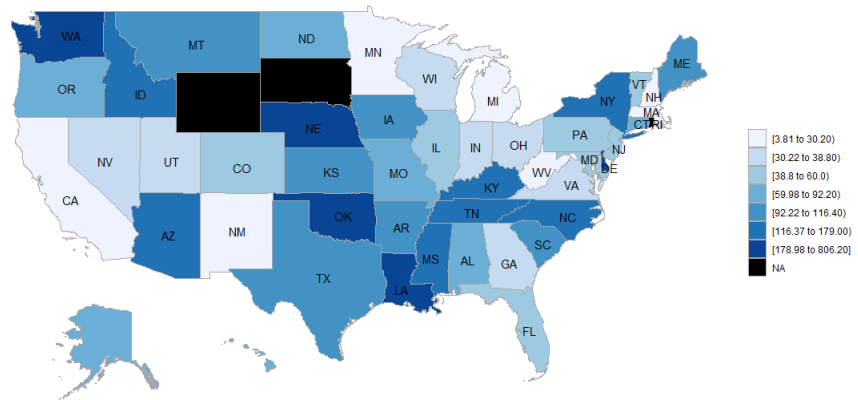 WA
MT
ND
MN
ME
OR
ID
WI
VT
NH
NY
MA
MI
CT RI
NE
IA
PA
NJ
NV
UT
CO
IL
IN
OH
MD
DE
KS
MO
WV
VA
CA
KY
OK
TN
NC
AZ
NM
AR
SC
MS
AL
GA
TX
LA
FL
[3.81 to 30.20)
[30.22 to 38.80)
[38.8 to 60.0)
[59.98 to 92.20)
[92.22 to 116.40)
[116.37 to 179.00)
[178.98 to 806.20]
NA